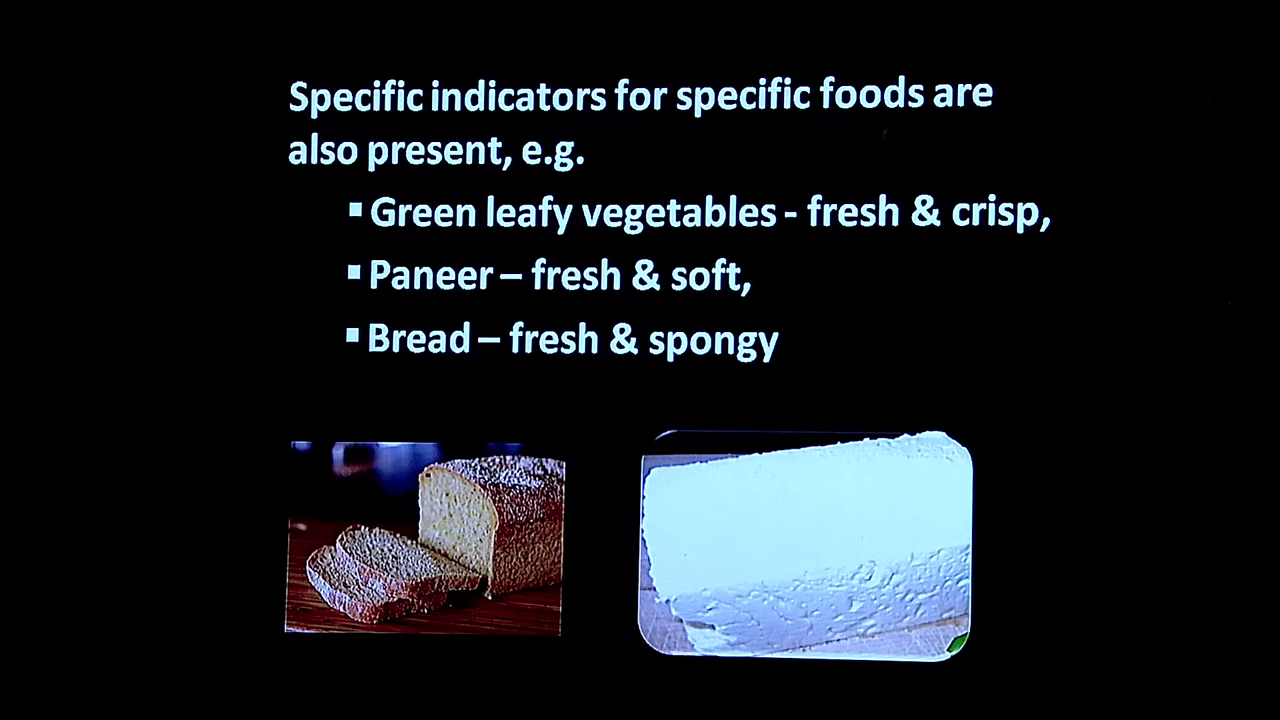 Specific indicators for specific foods are
also present, e.g.
▪ Green leafy vegetables - fresh & crisp,
▪ Paneer – fresh & soft,
▪ Bread – fresh & spongy